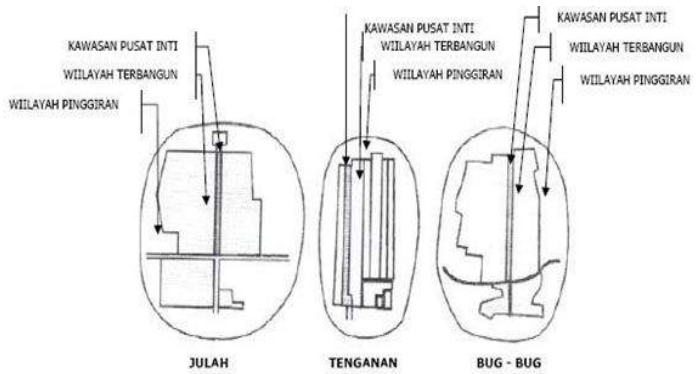 KAWASAN PUSAT INTI
WIILAYAH TERBANGUN
WIILAYAH PINGGIRAN
KAWASAN PUSAT INTI
WIILAYAH TERBANGUN
WIILAYAH PINGGIRAN
KAWASAN PUSAT INTI
WIILAYAH TERBANGUN
WIILAYAH PINGGIRAN
JULAH
TENGANAN
BUG - BUG